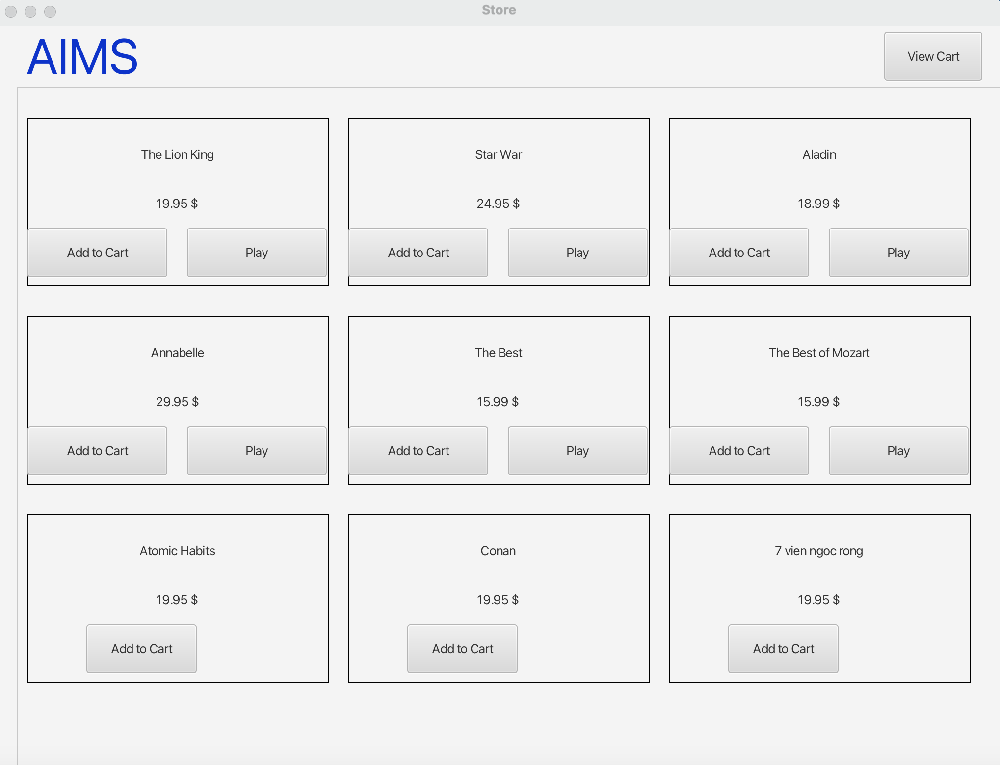 Store
AIMS
View Cart
The Lion King
19.95 $
Add to Cart
Play
Star War
24.95 $
Add to Cart
Play
Aladin
18.99 $
Add to Cart
Play
Annabelle
29.95 $
Add to Cart
Play
The Best
15.99 $
Add to Cart
Play
The Best of Mozart
15.99 $
Add to Cart
Play
Atomic Habits
19.95 $
Add to Cart
Conan
19.95 $
Add to Cart
7 vien ngoc rong
19.95 $
Add to Cart